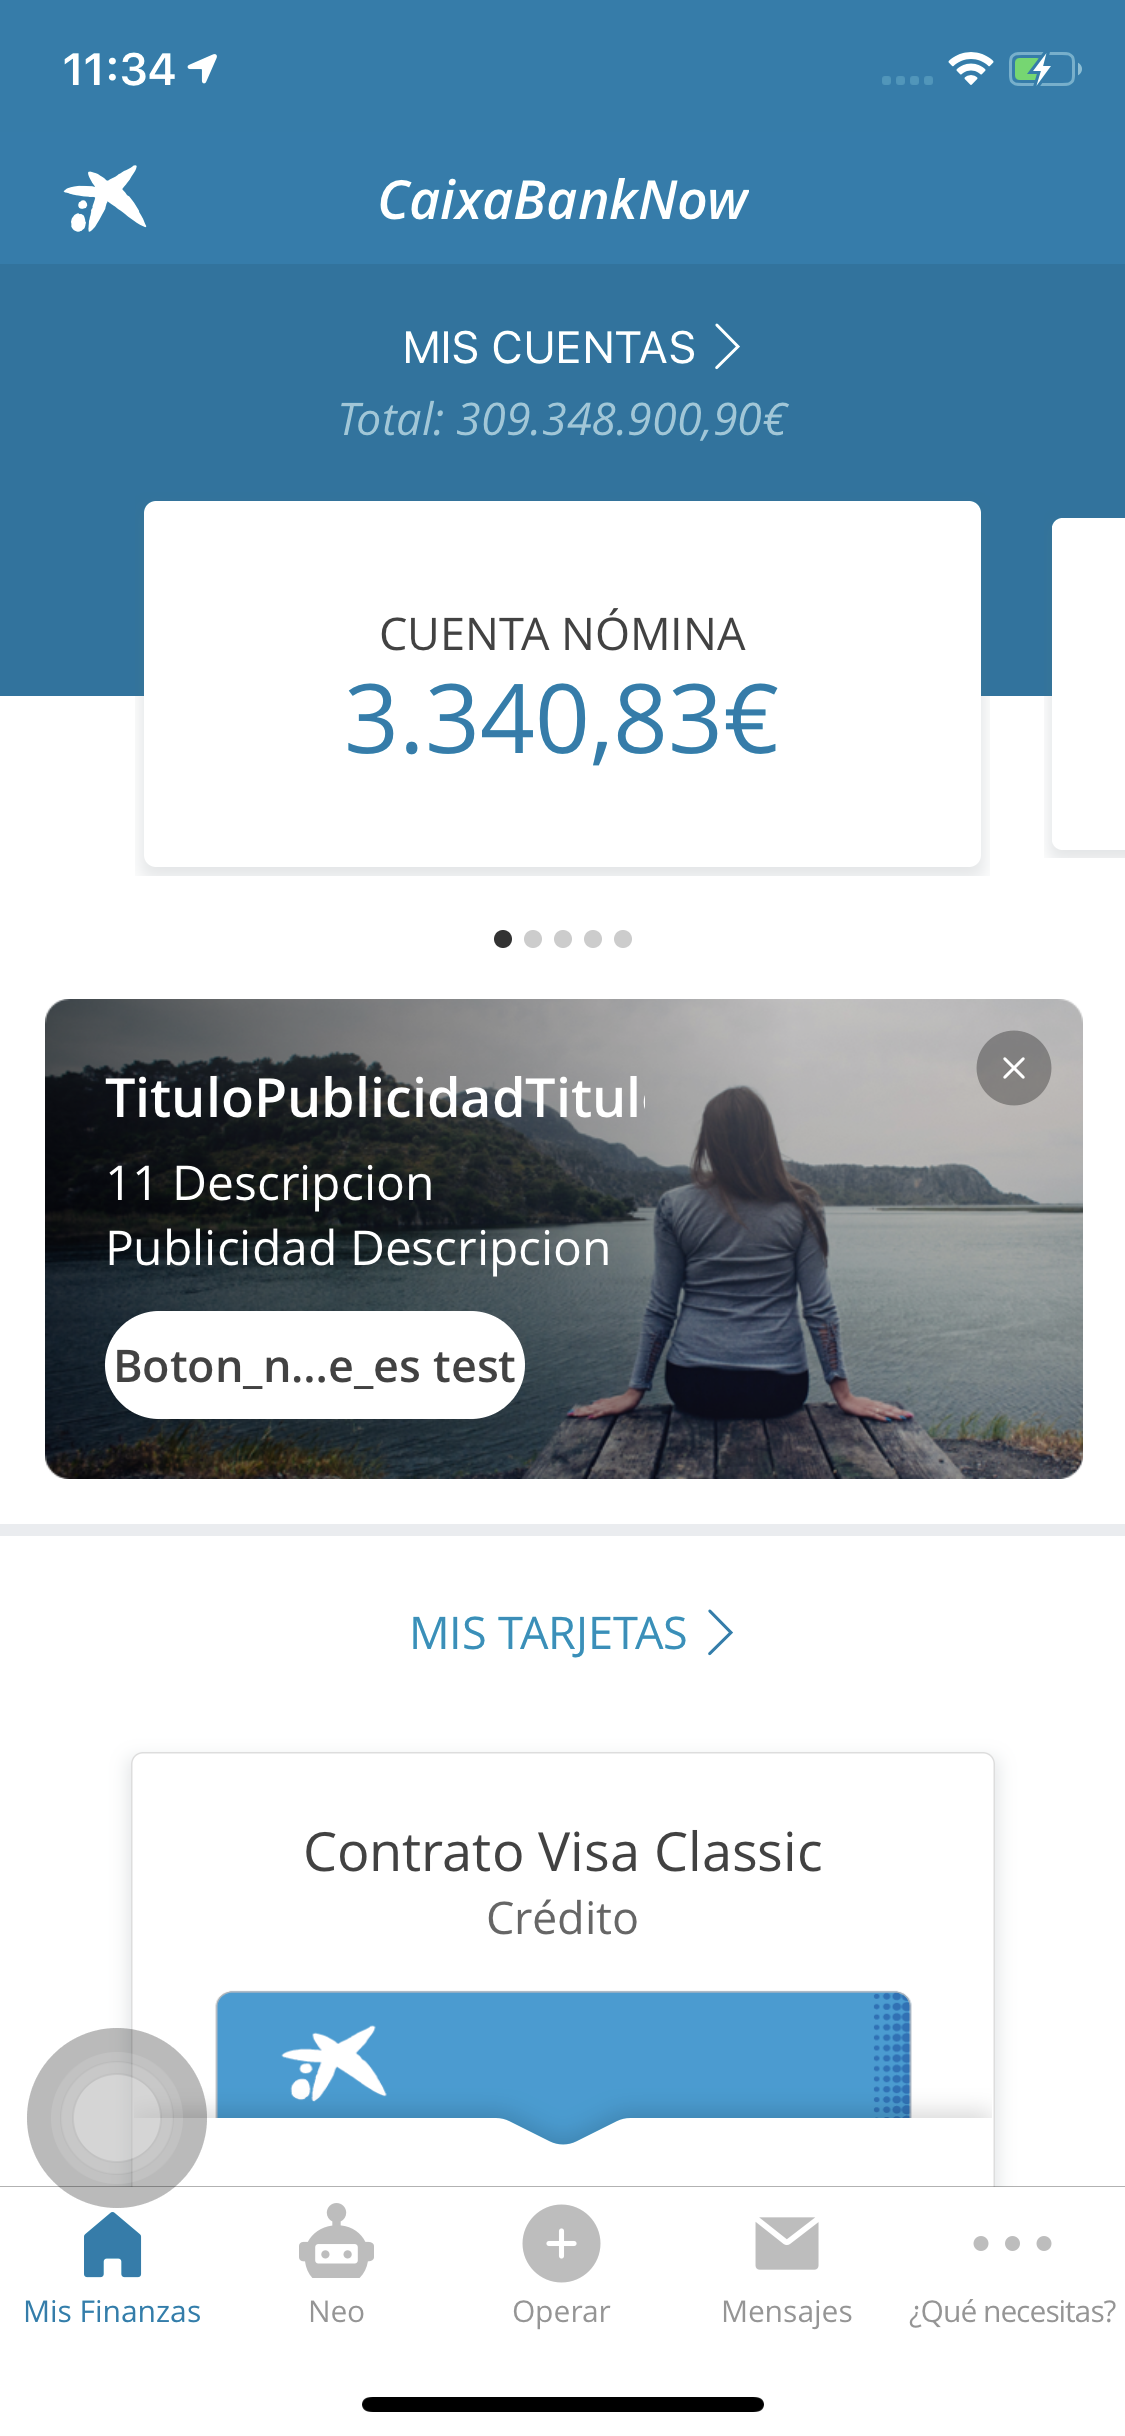 11:34
CaixaBankNow
MIS CUENTAS
Total: 309.348.900,90€
CUENTA NÓMINA
3.340,83€
TituloPublicidadTitul
11 Descripcion
Publicidad Descripcion
Boton_n...e_es test
MIS TARJETAS
Contrato Visa Classic
Crédito
Mis Finanzas
Neo
Operar
Mensajes
¿Qué necesitas?